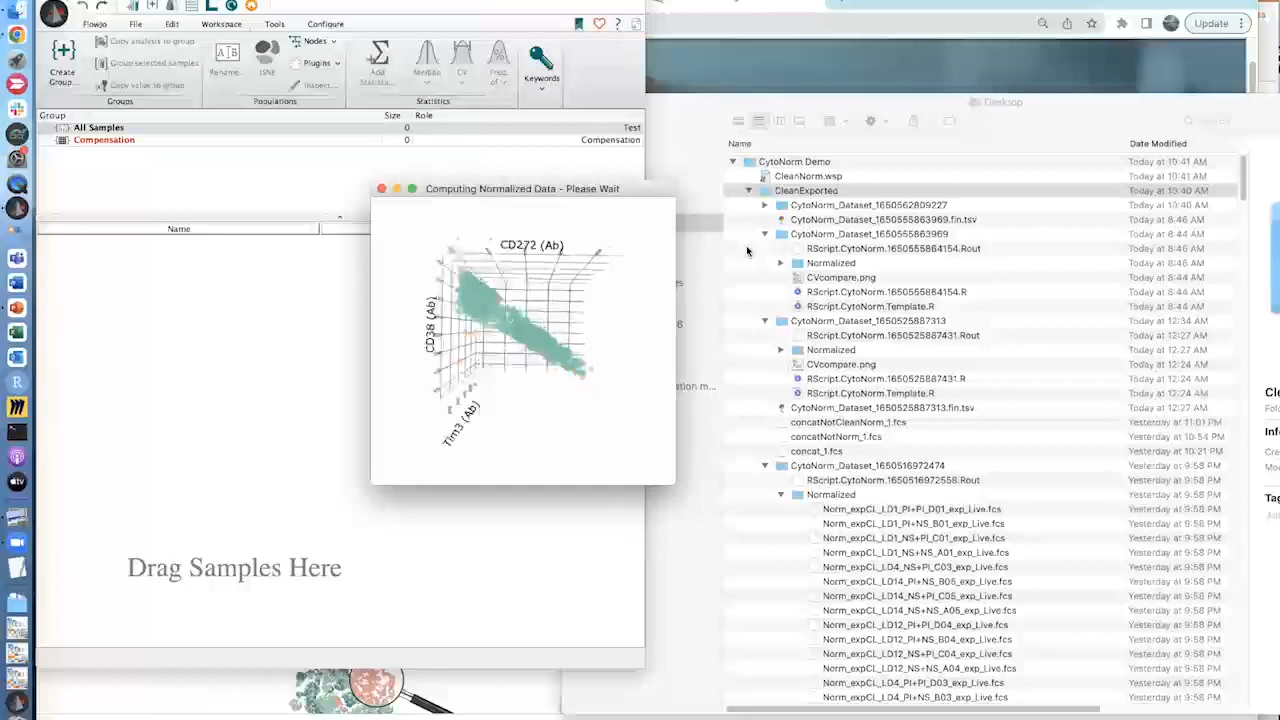 FlowJo File Edit Workspace Tools Configure
Update
Create Group...
Copy analysis to group
Group selected samples
Copy value to group
Groups
A|B
Rename...
tSNE
Nodes
Plugins
Inspect...
Populations
Add Statistic...
Median
CV
Freq. of
Statistics
Keywords
Desktop
Search
Group Size Role
{ } All Samples 0 Test
Compensation 0 Compensation
Name Date Modified
CytoNorm Demo Today at 10:41 AM
CleanNorm.wsp Today at 10:41 AM
CleanExported Today at 10:40 AM
CytoNorm_Dataset_1650562809227 Today at 10:40 AM
CytoNorm_Dataset_1650555863969.fin.tsv Today at 8:46 AM
CytoNorm_Dataset_1650555863969 Today at 8:44 AM
RScript.CytoNorm.1650555864154.Rout Today at 8:46 AM
Normalized Today at 8:46 AM
CVcompare.png Today at 8:44 AM
RScript.CytoNorm.1650555864154.R Today at 8:44 AM
RScript.CytoNorm.Template.R Today at 8:44 AM
CytoNorm_Dataset_1650525887313 Today at 12:34 AM
RScript.CytoNorm.1650525887431.Rout Today at 12:27 AM
Normalized Today at 12:27 AM
CVcompare.png Today at 12:24 AM
RScript.CytoNorm.1650525887431.R Today at 12:24 AM
RScript.CytoNorm.Template.R Today at 12:24 AM
CytoNorm_Dataset_1650525887313.fin.tsv Today at 12:27 AM
concatNotCleanNorm_1.fcs Yesterday at 11:01 PM
concatNotNorm_1.fcs Yesterday at 10:54 PM
concat_1.fcs Yesterday at 10:21 PM
CytoNorm_Dataset_1650516972474 Yesterday at 9:58 PM
RScript.CytoNorm.1650516972558.Rout Yesterday at 9:58 PM
Normalized Yesterday at 9:58 PM
Norm_expCL_LD1_PI+PI_D01_exp_Live.fcs Yesterday at 9:58 PM
Norm_expCL_LD1_PI+NS_B01_exp_Live.fcs Yesterday at 9:58 PM
Norm_expCL_LD1_NS+PI_C01_exp_Live.fcs Yesterday at 9:58 PM
Norm_expCL_LD1_NS+NS_A01_exp_Live.fcs Yesterday at 9:58 PM
Norm_expCL_LD4_NS+PI_C03_exp_Live.fcs Yesterday at 9:58 PM
Norm_expCL_LD14_PI+NS_B05_exp_Live.fcs Yesterday at 9:58 PM
Norm_expCL_LD14_NS+PI_C05_exp_Live.fcs Yesterday at 9:58 PM
Norm_expCL_LD14_NS+NS_A05_exp_Live.fcs Yesterday at 9:58 PM
Norm_expCL_LD12_PI+PI_D04_exp_Live.fcs Yesterday at 9:58 PM
Norm_expCL_LD12_PI+NS_B04_exp_Live.fcs Yesterday at 9:58 PM
Norm_expCL_LD12_NS+PI_C04_exp_Live.fcs Yesterday at 9:58 PM
Norm_expCL_LD12_NS+NS_A04_exp_Live.fcs Yesterday at 9:58 PM
Norm_expCL_LD4_PI+PI_D03_exp_Live.fcs Yesterday at 9:58 PM
Norm_expCL_LD4_PI+NS_B03_exp_Live.fcs Yesterday at 9:58 PM
Computing Normalized Data - Please Wait
CD272 (Ab)
CD38 (Ab)
Tim3 (Ab)
Name
Drag Samples Here
ation m...
Cle
Info
Tag